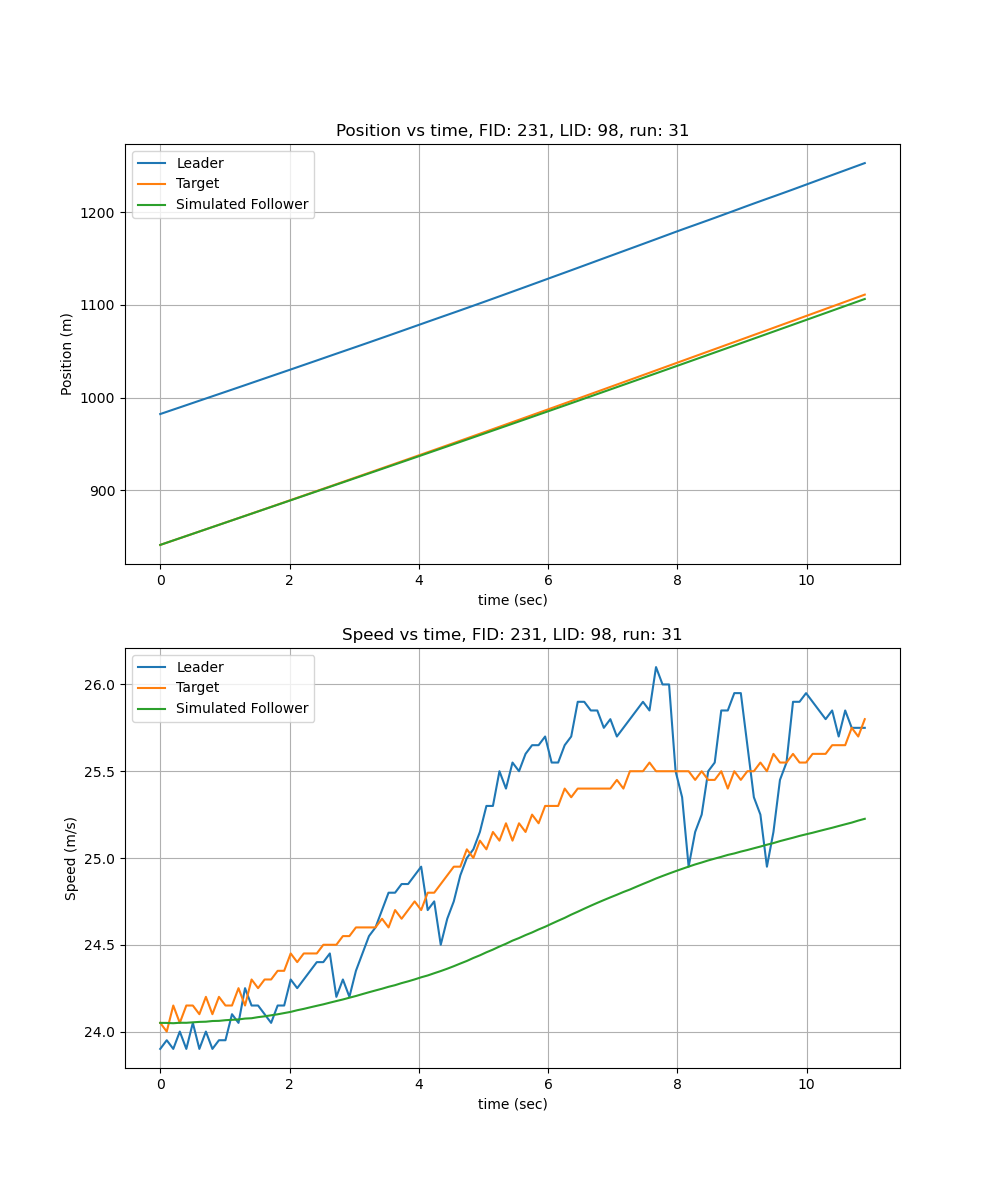 Position vs time, FID: 231, LID: 98, run: 31
Leader
Target
Simulated Follower
1200
1100
1000
900
Position (m)
0 2 4 6 8 10
time (sec)
Speed vs time, FID: 231, LID: 98, run: 31
Leader
Target
Simulated Follower
26.0
25.5
25.0
24.5
24.0
Speed (m/s)
0 2 4 6 8 10
time (sec)